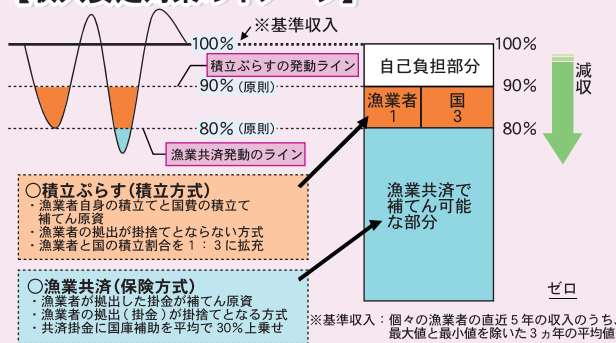 ※基準収入
100%
100%
積立ぷらすの発動ライン
自己負担部分
90%(原則)
90%
減収
漁業者
1
国
3
80%(原則)
80%
漁業共済発動のライン
○積立ぷらす(積立方式)
・漁業者自身の積立てと国費の積立て
補てん原資
・漁業者の拠出が掛捨てとならない方式
・漁業者と国の積立割合を1：3に拡充
漁業共済で
補てん可能
な部分
○漁業共済(保険方式)
・漁業者が拠出した掛金が補てん原資
・漁業者の拠出(掛金)が掛捨てとなる方式
・共済掛金に国庫補助を平均で30%上乗せ
ゼロ
※基準収入：個々の漁業者の直近5年の収入のうち、
最大値と最小値を除いた3ヵ年の平均値